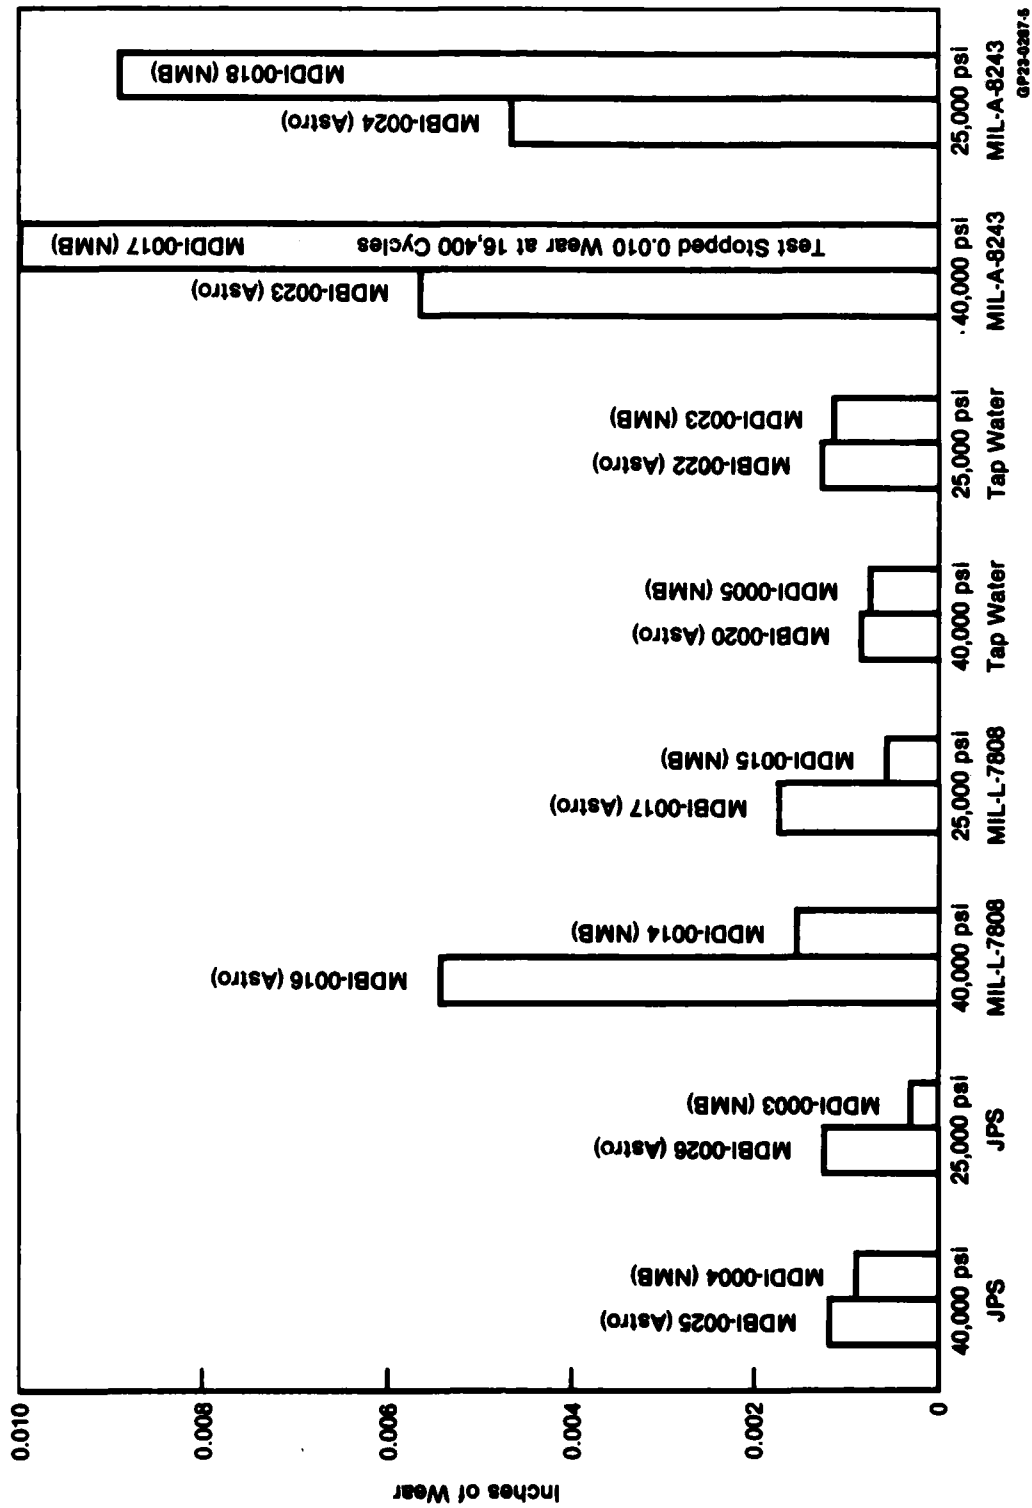 Inches of Wear
0.010
0.008
0.006
0.004
0.002
0
MDBI-0025 (Astro)
MDDI-0004 (NMB)
40,000 psi
JPS
MDBI-0026 (Astro)
MDDI-0003 (NMB)
25,000 psi
JPS
MDBI-0016 (Astro)
MDDI-0014 (NMB)
40,000 psi
MIL-L-7808
MDBI-0017 (Astro)
MDDI-0015 (NMB)
25,000 psi
MIL-L-7808
MDBI-0020 (Astro)
MDDI-0005 (NMB)
40,000 psi
Tap Water
MDBI-0022 (Astro)
MDDI-0023 (NMB)
25,000 psi
Tap Water
MDBI-0023 (Astro)
MDDI-0017 (NMB)
Test Stopped 0.010 Wear at 16,400 Cycles
40,000 psi
MIL-A-8243
MDBI-0024 (Astro)
MDDI-0018 (NMB)
25,000 psi
MIL-A-8243
GP23-0287-5